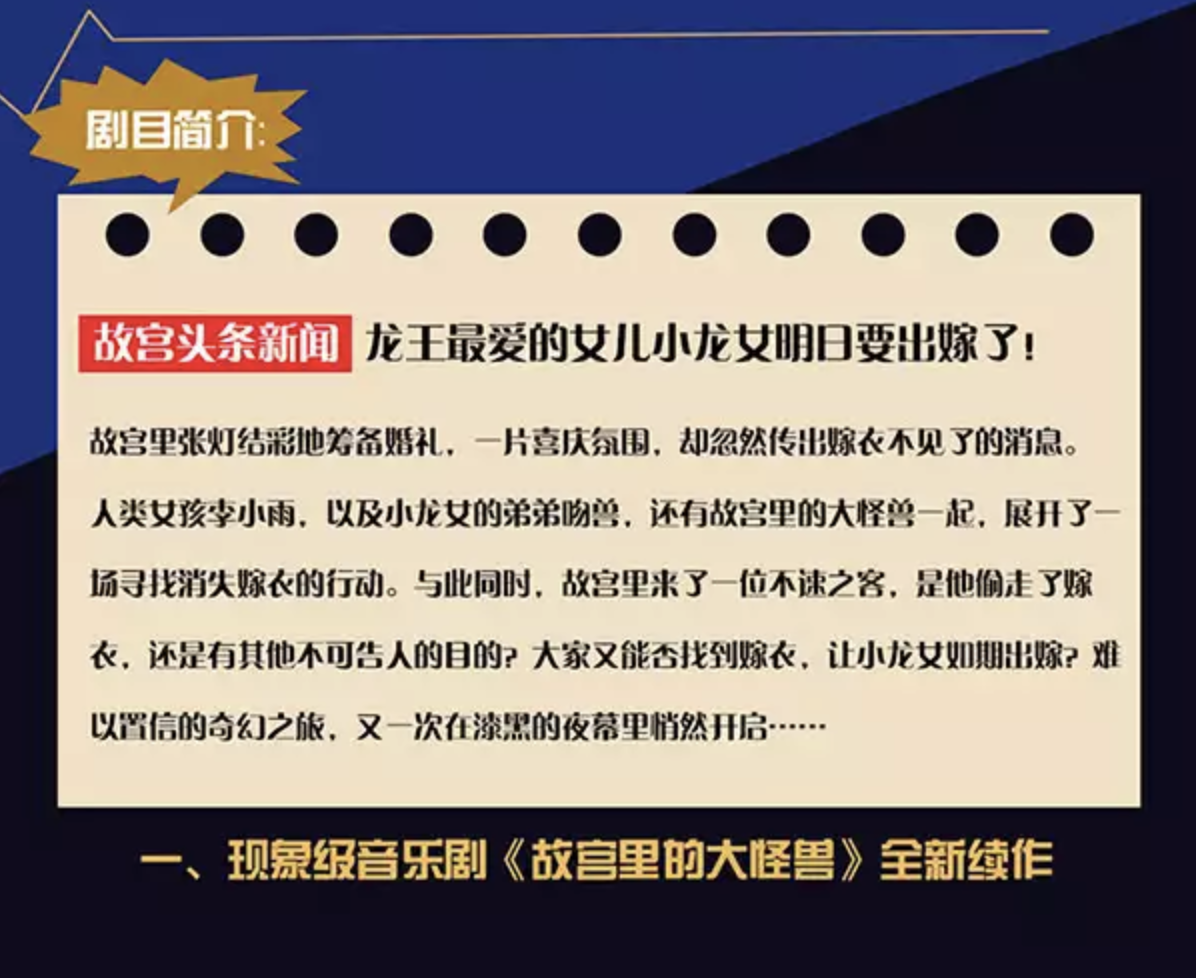 剧目简介:
故宫头条新闻 龙王最爱的女儿小龙女明日要出嫁了!
故宫里张灯结彩地筹备婚礼，一片喜庆氛围，却忽然传出嫁衣不见了的消息。
人类女孩李小雨，以及小龙女的弟弟吻兽，还有故宫里的大怪兽一起，展开了一
场寻找消失嫁衣的行动。与此同时，故宫里来了一位不速之客，是他偷走了嫁
衣，还是有其他不可告人的目的？大家又能否找到嫁衣，让小龙女如期出嫁？难
以置信的奇幻之旅，又一次在漆黑的夜幕里悄然开启……
一、现象级音乐剧《故宫里的大怪兽》全新续作